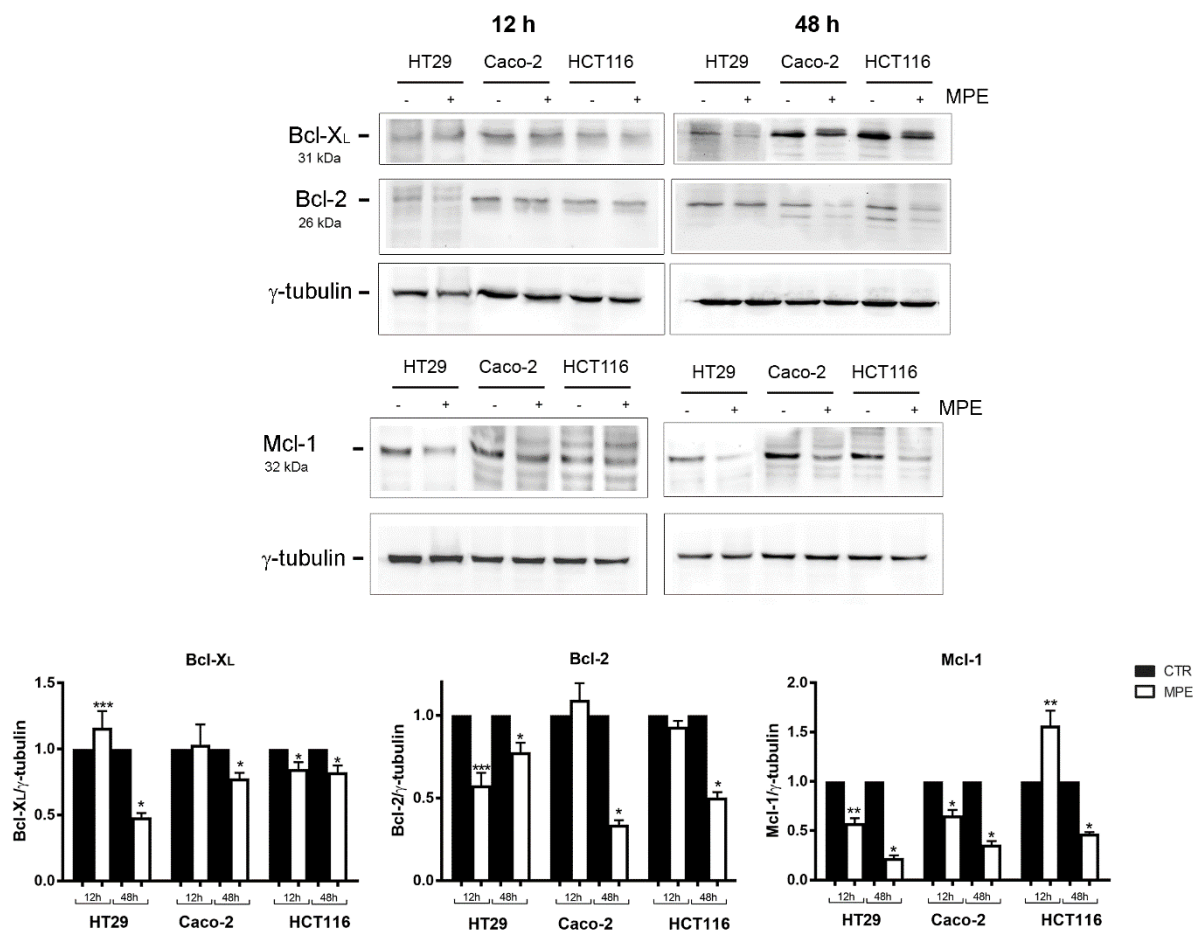 12 h 48 h
HT29 Caco-2 HCT116 HT29 Caco-2 HCT116
- + - + - + - + - + - + MPE
Bcl-XL
31 kDa
Bcl-2
26 kDa
γ-tubulin
HT29 Caco-2 HCT116 HT29 Caco-2 HCT116
- + - + - + - + - + - + MPE
Mcl-1
32 kDa
γ-tubulin
Bcl-XL
Bcl-XL/γ-tubulin
1.5
1.0
0.5
0.0
*** * * * *
12h 48h 12h 48h 12h 48h
HT29 Caco-2 HCT116
Bcl-2
Bcl-2/γ-tubulin
1.0
0.5
0.0
*** * * *
12h 48h 12h 48h 12h 48h
HT29 Caco-2 HCT116
Mcl-1
Mcl-1/γ-tubulin
2.0
1.5
1.0
0.5
0.0
** * * * ** *
12h 48h 12h 48h 12h 48h
HT29 Caco-2 HCT116
CTR
MPE